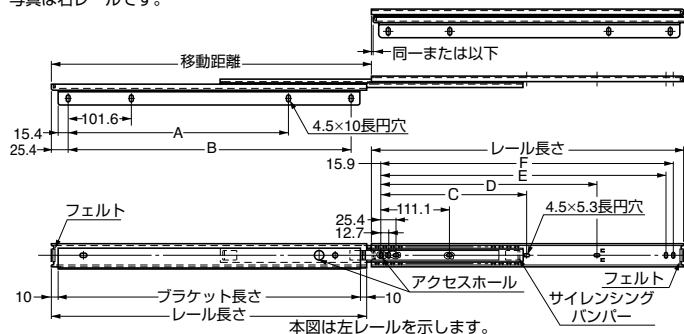 写真は右レールです。
移動距離
同一または以下
101.6
4.5×10長円穴
15.4
A
25.4
B
レール長さ
15.9
F
E
D
C
4.5×5.3長円穴
フェルト
25.4
111.1
12.7
アクセスホール
フェルト
サイレンシング
バンパー
10
ブラケット長さ
10
レール長さ
本図は左レールを示します。